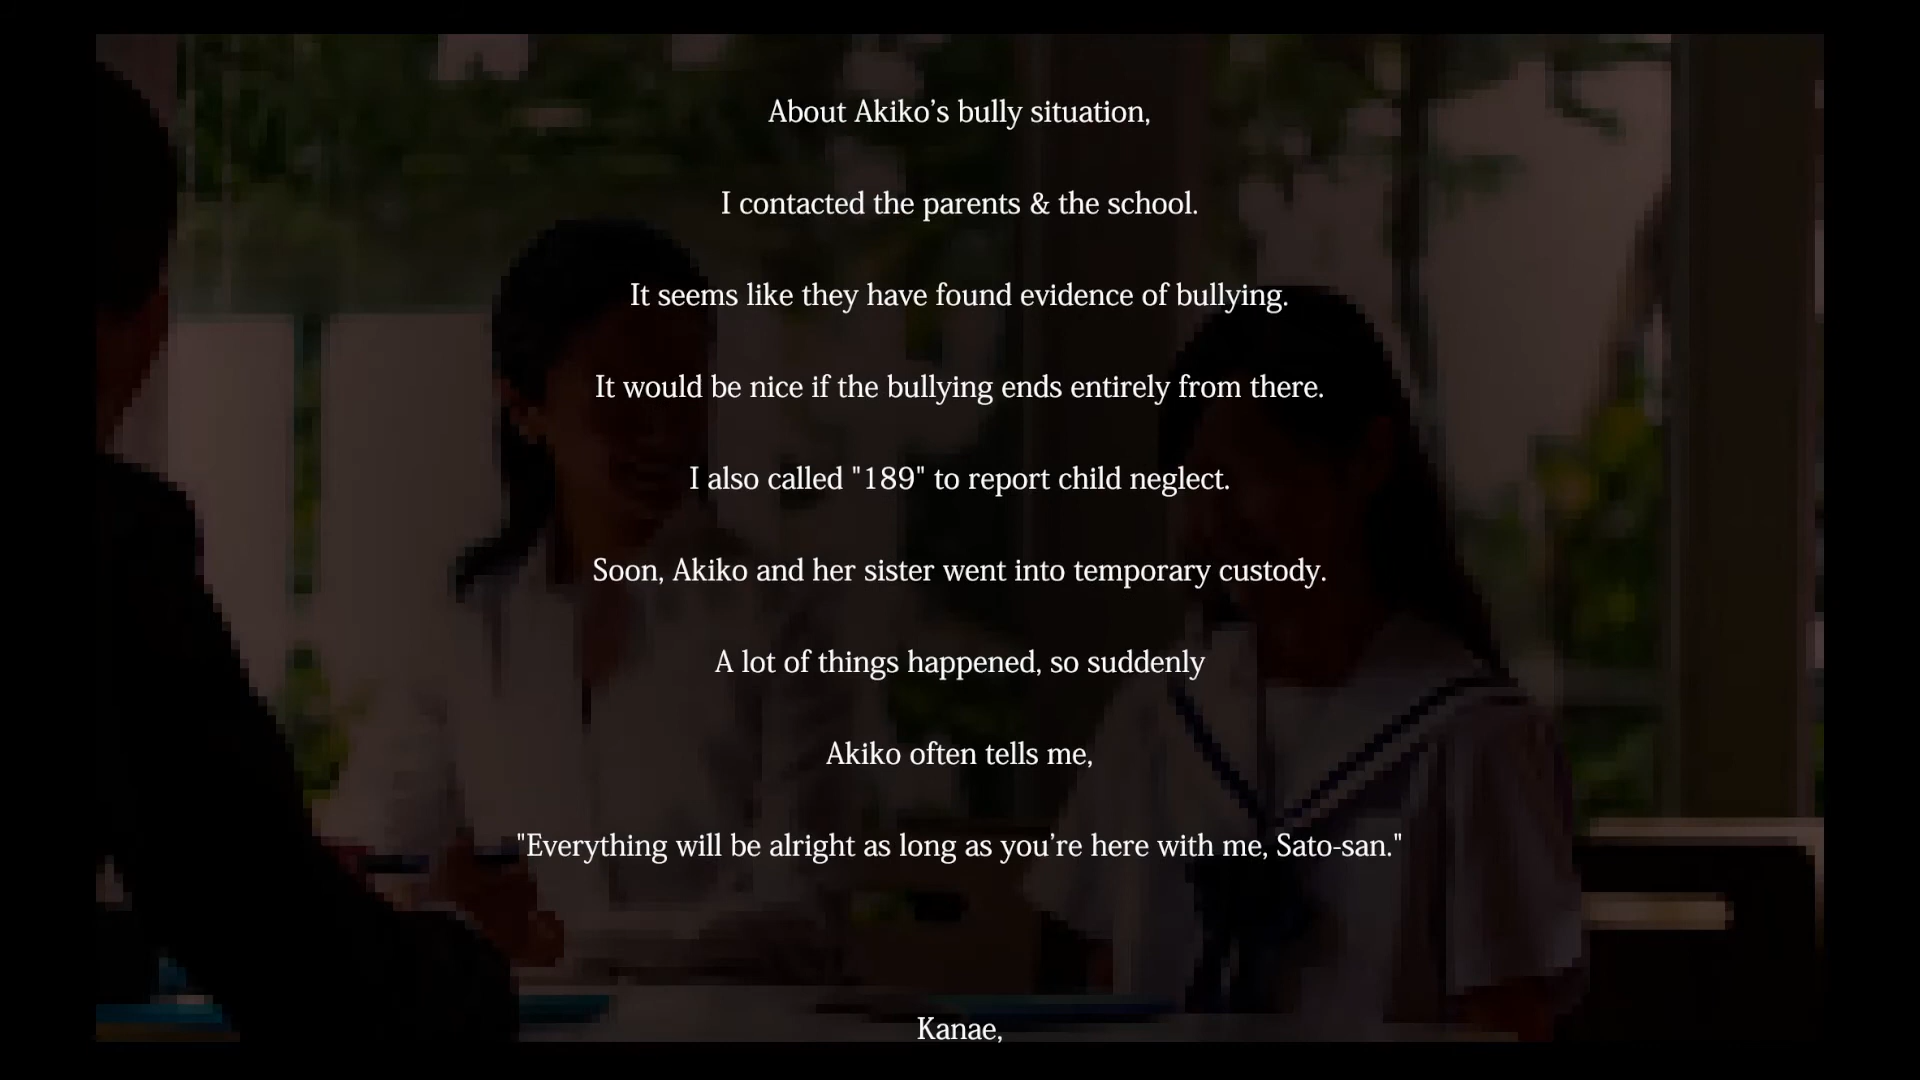 About Akiko’s bully situation,
I contacted the parents & the school.
It seems like they have found evidence of bullying.
It would be nice if the bullying ends entirely from there.
I also called "189" to report child neglect.
Soon, Akiko and her sister went into temporary custody.
A lot of things happened, so suddenly
Akiko often tells me,
"Everything will be alright as long as you’re here with me, Sato-san."
Kanae,